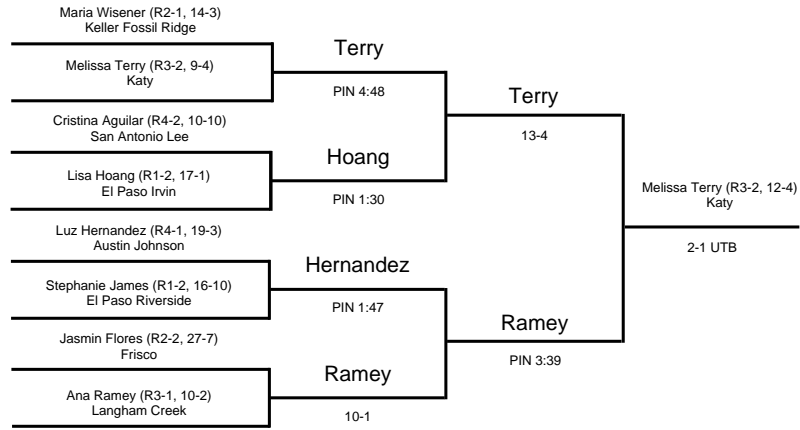 Maria Wisener (R2-1, 14-3)
Keller Fossil Ridge
Melissa Terry (R3-2, 9-4)
Katy
Terry
PIN 4:48
Cristina Aguilar (R4-2, 10-10)
San Antonio Lee
Lisa Hoang (R1-2, 17-1)
El Paso Irvin
Hoang
PIN 1:30
Terry
13-4
Luz Hernandez (R4-1, 19-3)
Austin Johnson
Stephanie James (R1-2, 16-10)
El Paso Riverside
Hernandez
PIN 1:47
Jasmin Flores (R2-2, 27-7)
Frisco
Ana Ramey (R3-1, 10-2)
Langham Creek
Ramey
10-1
Ramey
PIN 3:39
Melissa Terry (R3-2, 12-4)
Katy
2-1 UTB